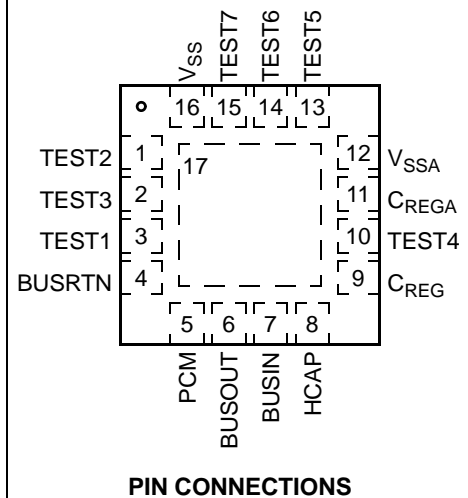 VSS
TEST7
TEST6
TEST5
16
15
14
13
TEST2 1
17
12 VSSA
TEST3 2
11 CREGA
TEST1 3
10 TEST4
BUSRTN 4
9 CREG
5
6
7
8
PCM
BUSOUT
BUSIN
HCAP
PIN CONNECTIONS